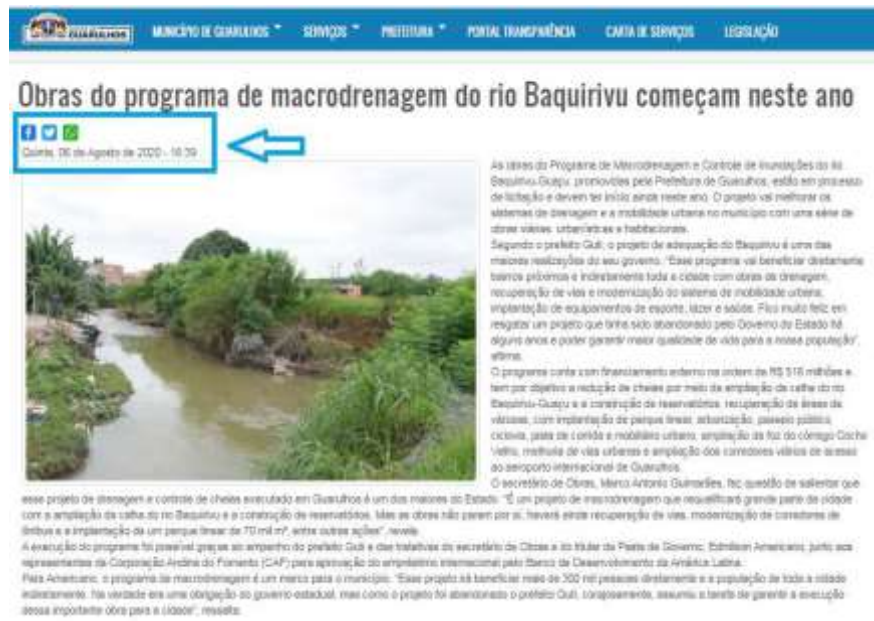 GUARULHOS MUNICÍPIO DE GUARULHOS SERVIÇOS PREFEITURA PORTAL TRANSPARÊNCIA CARTA DE SERVIÇOS LEGISLAÇÃO
Obras do programa de macrodrenagem do rio Baquirivu começam neste ano
Quinta, 06 de Agosto de 2020 - 16:39
As obras do Programa de Macrodrenagem e Controle de Inundações do rio
Baquirivu-Guaçu, promovidas pela Prefeitura de Guarulhos, estão em processo
de licitação e devem ter início ainda neste ano. O projeto vai melhorar os
sistemas de drenagem e a mobilidade urbana no município com uma série de
obras viárias, urbanísticas e habitacionais.
Segundo o prefeito Guti, o projeto de adequação do Baquirivu é uma das
maiores realizações do seu governo. "Esse programa vai beneficiar diretamente
bairros próximos e indiretamente toda a cidade com obras de drenagem,
recuperação de vias e modernização do sistema de mobilidade urbana,
implantação de equipamentos de esporte, lazer e saúde. Fico muito feliz em
resgatar um projeto que tinha sido abandonado pelo Governo do Estado há
alguns anos e poder garantir maior qualidade de vida para a nossa população",
afirma.
O programa conta com financiamento externo na ordem de R$ 518 milhões e
tem por objetivo a redução de cheias por meio da ampliação da calha do rio
Baquirivu-Guaçu e a construção de reservatórios, recuperação de áreas de
várzeas, com implantação de parque linear, arborização, passeio público,
ciclovia, pista de corrida e mobiliário urbano, ampliação da foz do córrego Cocho
Velho, melhoria de vias urbanas e ampliação dos corredores viários de acesso
ao aeroporto internacional de Guarulhos.
O secretário de Obras, Marco Antonio Guimarães, fez questão de salientar que
esse projeto de drenagem e controle de cheias executado em Guarulhos é um dos maiores do Estado. "É um projeto de macrodrenagem que requalificará grande parte da cidade
com a ampliação da calha do rio Baquirivu e a construção de reservatórios. Mas as obras não param por aí, haverá ainda recuperação de vias, modernização de corredores de
ônibus e a implantação de um parque linear de 70 mil m², entre outras ações", revela.
A execução do programa foi possível graças ao empenho do prefeito Guti e das tratativas do secretário de Obras e do titular da Pasta de Governo, Edmilson Americano, junto aos
representantes da Corporação Andina do Fomento (CAF) para aprovação do empréstimo internacional pelo Banco de Desenvolvimento da América Latina.
Para Americano, o programa de macrodrenagem é um marco para o município. "Esse projeto irá beneficiar mais de 300 mil pessoas diretamente e a população de toda a cidade
indiretamente. Na verdade era uma obrigação do governo estadual, mas como o projeto foi abandonado o prefeito Guti, corajosamente, assumiu a tarefa de garantir a execução
dessa importante obra para a cidade", ressalta.